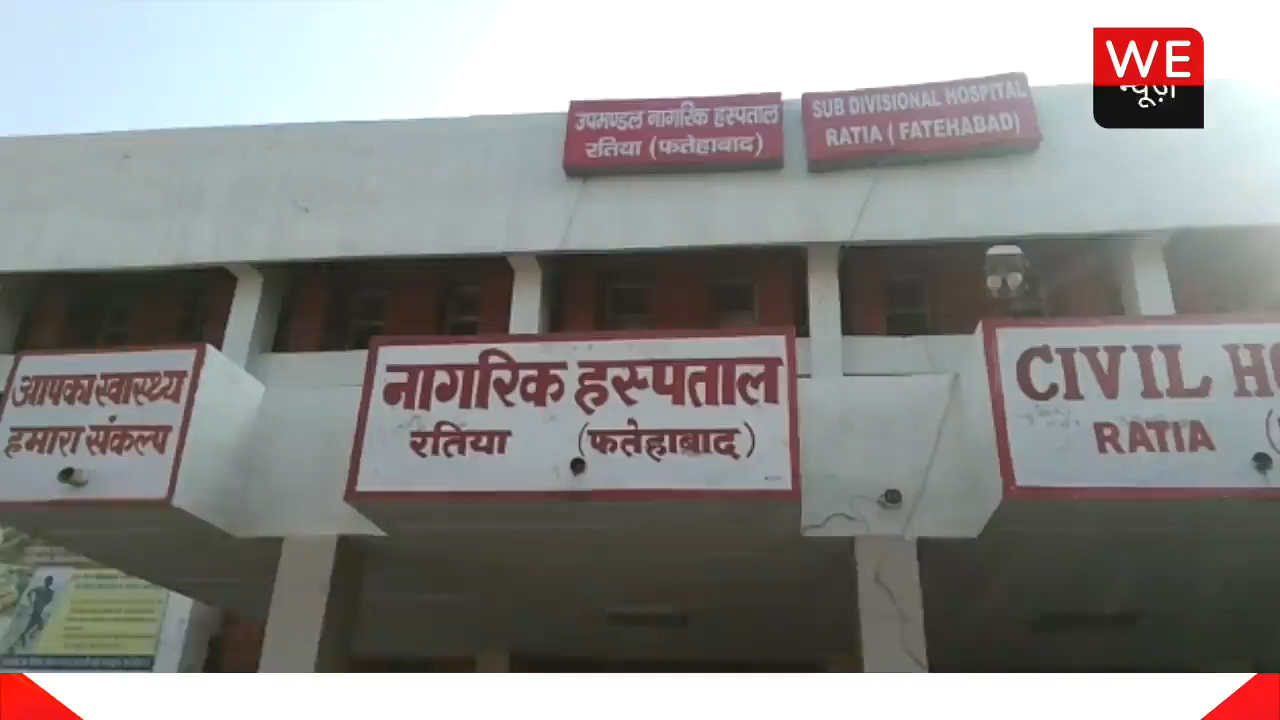 WE
न्यूज़
उपमण्डल नागरिक हस्पताल
रतिया (फतेहाबाद)
SUB DIVISIONAL HOSPITAL
RATIA ( FATEHABAD)
आपका स्वास्थ्य
हमारा संकल्प
नागरिक हस्पताल
रतिया (फतेहाबाद)
CIVIL HO
RATIA (